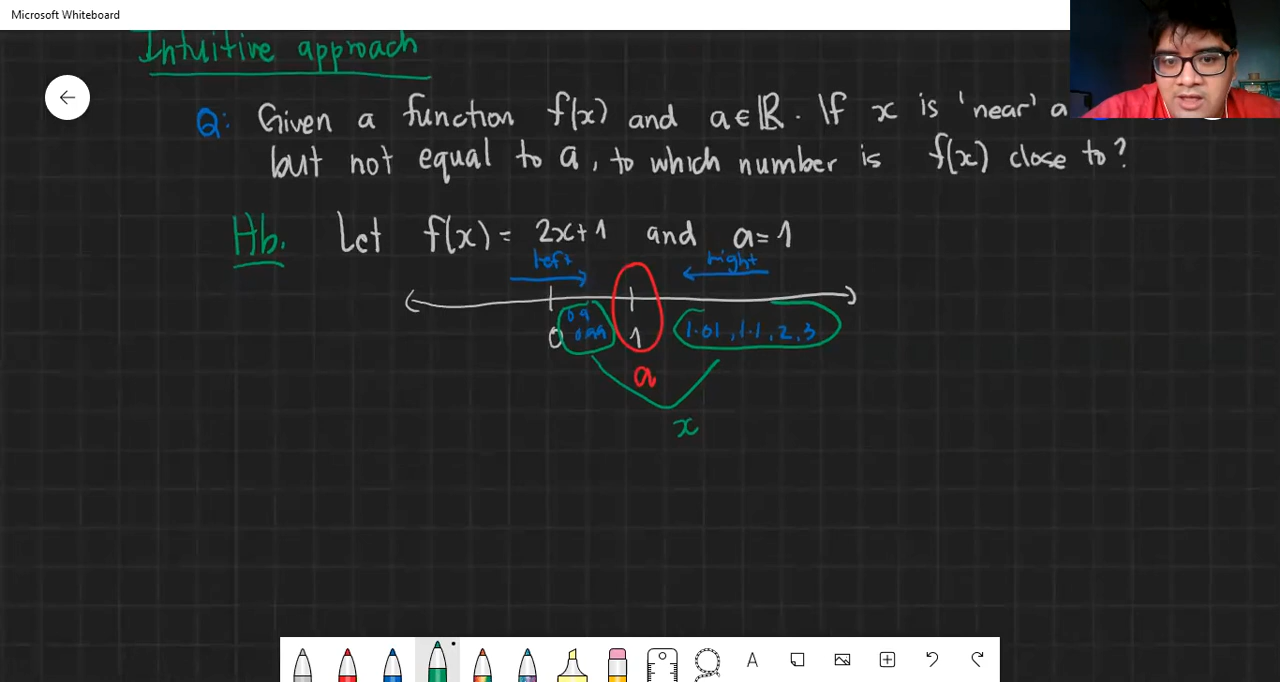 Microsoft Whiteboard
Intuitive approach
Q: Given a function f(x) and a∈ℝ. If x is 'near' a
but not equal to a, to which number is f(x) close to?
Hb. Let f(x) = 2x+1 and a=1
left right
0.9
0 0.99 1 1.01, 1.1, 2, 3
a
x
A